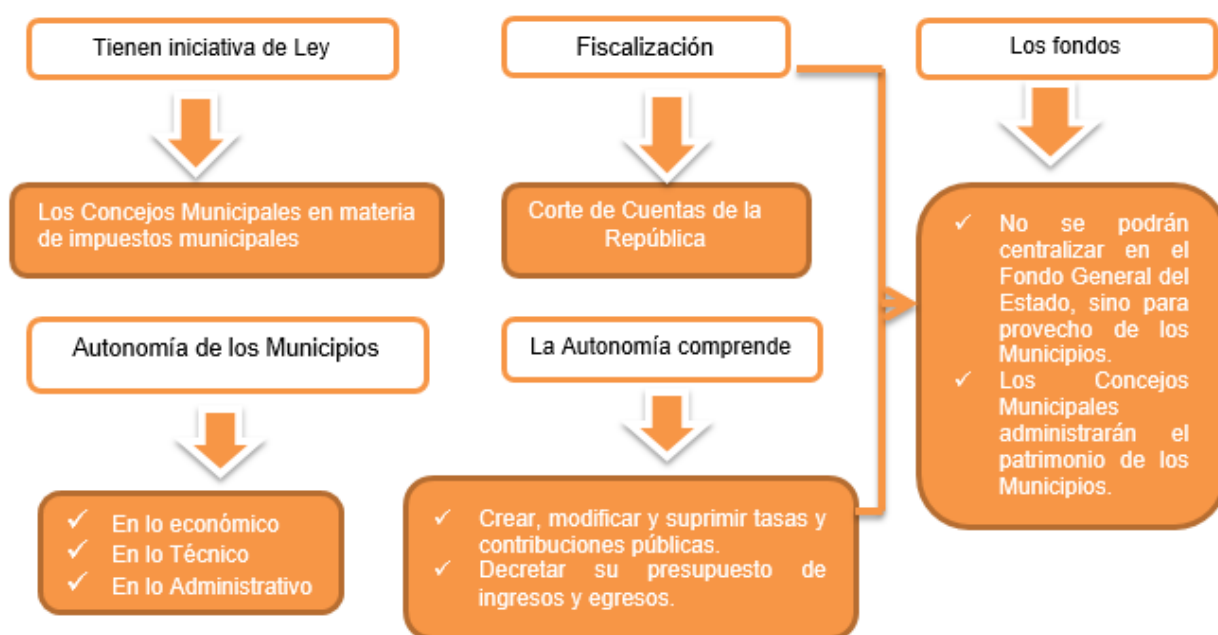 Tienen iniciativa de Ley
Los Concejos Municipales en materia
de impuestos municipales
Fiscalización
Corte de Cuentas de la
República
Los fondos
✓ No se podrán
centralizar en el
Fondo General del
Estado, sino para
provecho de los
Municipios.
✓ Los Concejos
Municipales
administrarán el
patrimonio de los
Municipios.
Autonomía de los Municipios
✓ En lo económico
✓ En lo Técnico
✓ En lo Administrativo
La Autonomía comprende
✓ Crear, modificar y suprimir tasas y
contribuciones públicas.
✓ Decretar su presupuesto de
ingresos y egresos.